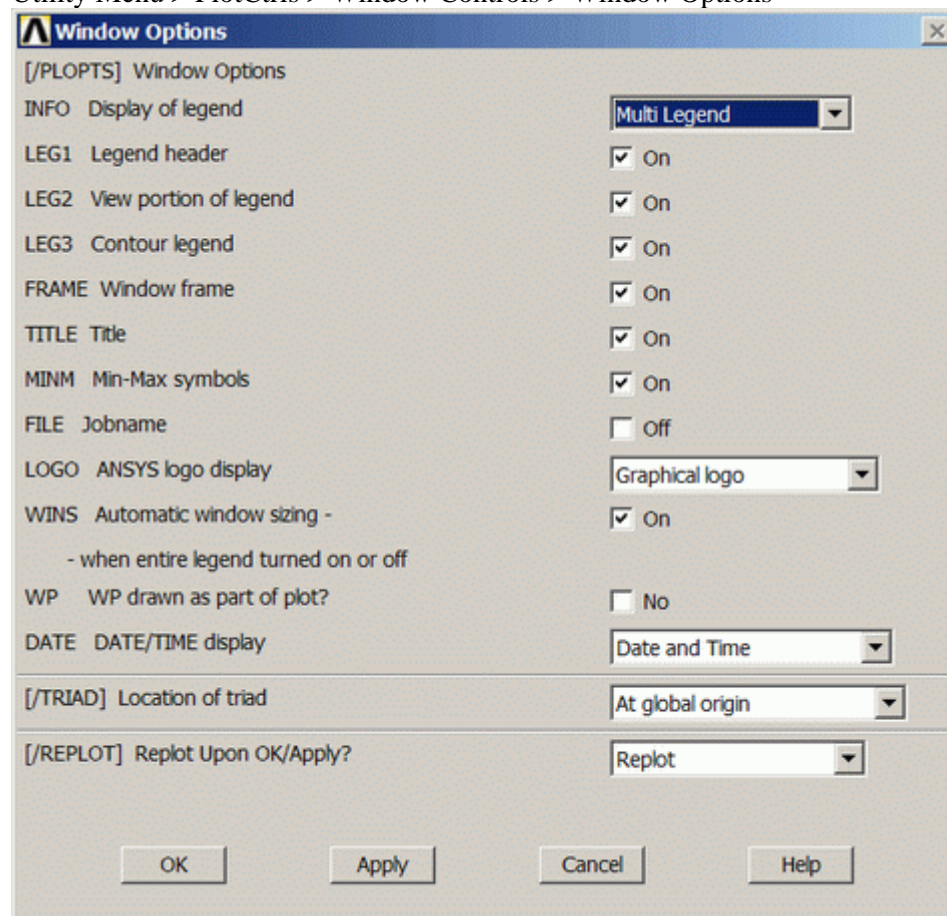 Utility Menu > PlotCtrls > Window Controls > Window Options
Window Options
[/PLOPTS] Window Options
INFO Display of legend Multi Legend
LEG1 Legend header On
LEG2 View portion of legend On
LEG3 Contour legend On
FRAME Window frame On
TITLE Title On
MINM Min-Max symbols On
FILE Jobname Off
LOGO ANSYS logo display Graphical logo
WINS Automatic window sizing - On
- when entire legend turned on or off
WP WP drawn as part of plot? No
DATE DATE/TIME display Date and Time
[/TRIAD] Location of triad At global origin
[/REPLOT] Replot Upon OK/Apply? Replot
OK Apply Cancel Help